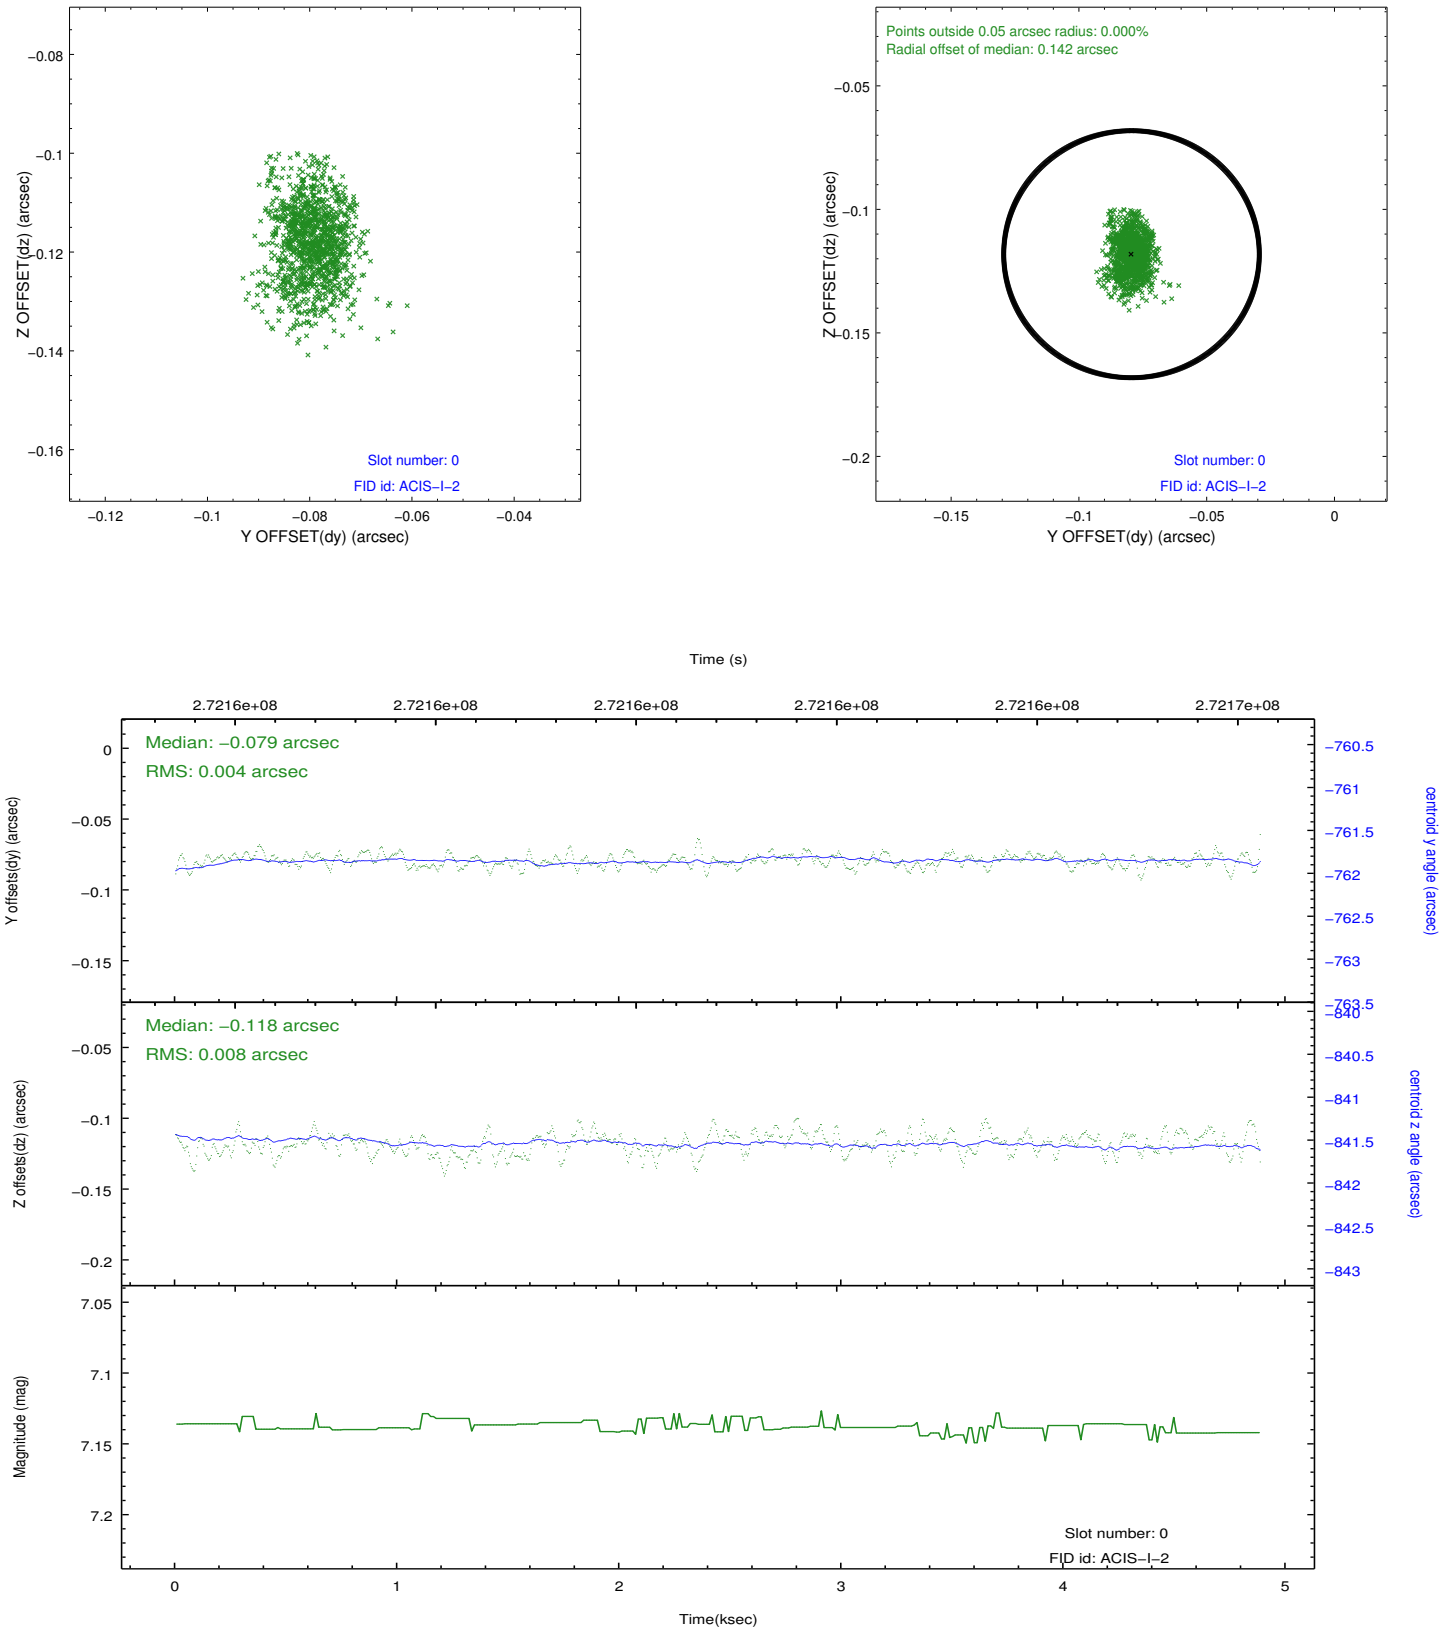 −0.08
−0.1
−0.12
−0.14
−0.16
Z OFFSET(dz) (arcsec)
Slot number: 0
FID id: ACIS−I−2
−0.12
−0.1
−0.08
−0.06
−0.04
Y OFFSET(dy) (arcsec)
Points outside 0.05 arcsec radius: 0.000%
Radial offset of median: 0.142 arcsec
−0.05
−0.1
−0.15
−0.2
Z OFFSET(dz) (arcsec)
Slot number: 0
FID id: ACIS−I−2
−0.15
−0.1
−0.05
0
Y OFFSET(dy) (arcsec)
Time (s)
2.7216e+08
2.7216e+08
2.7216e+08
2.7216e+08
2.7216e+08
2.7217e+08
Median: −0.079 arcsec
RMS: 0.004 arcsec
0
−0.05
−0.1
−0.15
Y offsets(dy) (arcsec)
−760.5
−761
−761.5
−762
−762.5
−763
−763.5
centroid y angle (arcsec)
Median: −0.118 arcsec
RMS: 0.008 arcsec
−0.05
−0.1
−0.15
−0.2
Z offsets(dz) (arcsec)
−840
−840.5
−841
−841.5
−842
−842.5
−843
centroid z angle (arcsec)
7.05
7.1
7.15
7.2
Magnitude (mag)
Slot number: 0
FID id: ACIS−I−2
0
1
2
3
4
5
Time(ksec)